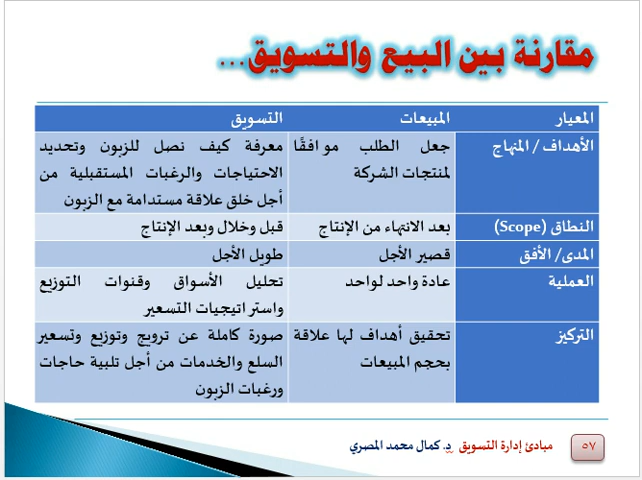 مقارنة بين البيع والتسويق...
المعيار المبيعات التسويق
الأهداف/ المنهاج جعل الطلب موافقًا معرفة كيف نصل للزبون وتحديد
لمنتجات الشركة الاحتياجات والرغبات المستقبلية من
أجل خلق علاقة مستدامة مع الزبون
النطاق (Scope) بعد الانتهاء من الإنتاج قبل وخلال وبعد الإنتاج
المدى/ الأفق قصير الأجل طويل الأجل
العملية عادة واحد لواحد تحليل الأسواق وقنوات التوزيع
واستراتيجيات التسعير
التركيز تحقيق أهداف لها علاقة صورة كاملة عن ترويج وتوزيع وتسعير
بحجم المبيعات السلع والخدمات من أجل تلبية حاجات
ورغبات الزبون
٥٧ مبادئ إدارة التسويق د. كمال محمد المصري